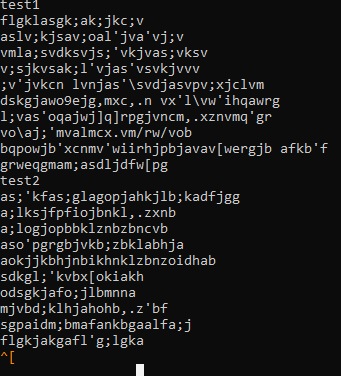 test1
flgklasgk;ak;jkc;v
aslv;kjsav;oal'jva'vj;v
vmla;svdksvjs;'vkjvas;vksv
v;sjkvsak;l'vjas'vsvkjvvv
;v'jvkcn lvnjas'\svdjasvpv;xjclvm
dskgjawo9ejg,mxc,.n vx'l\vw'ihqawrg
l;vas'oqajwj]q]rpgjvncm,.xznvmq'gr
vo\aj;'mvalmcx.vm/rw/vob
bqpowjb'xcnmv'wiirhjpbjavav[wergjb afkb'f
grweqgmam;asdljdfw[pg
test2
as;'kfas;glagopjahkjlb;kadfjgg
a;lksjfpfiojbnkl,.zxnb
a;logjopbbklznbzbncvb
aso'pgrgbjvkb;zbklabhja
aokjjkbhjnbikhnklzbnzoidhab
sdkgl;'kvbx[okiakh
odsgkjafo;jlbmnna
mjvbd;klhjahohb,.z'bf
sgpaidm;bmafankbgaalfa;j
flgkjakgafl'g;lgka
^[